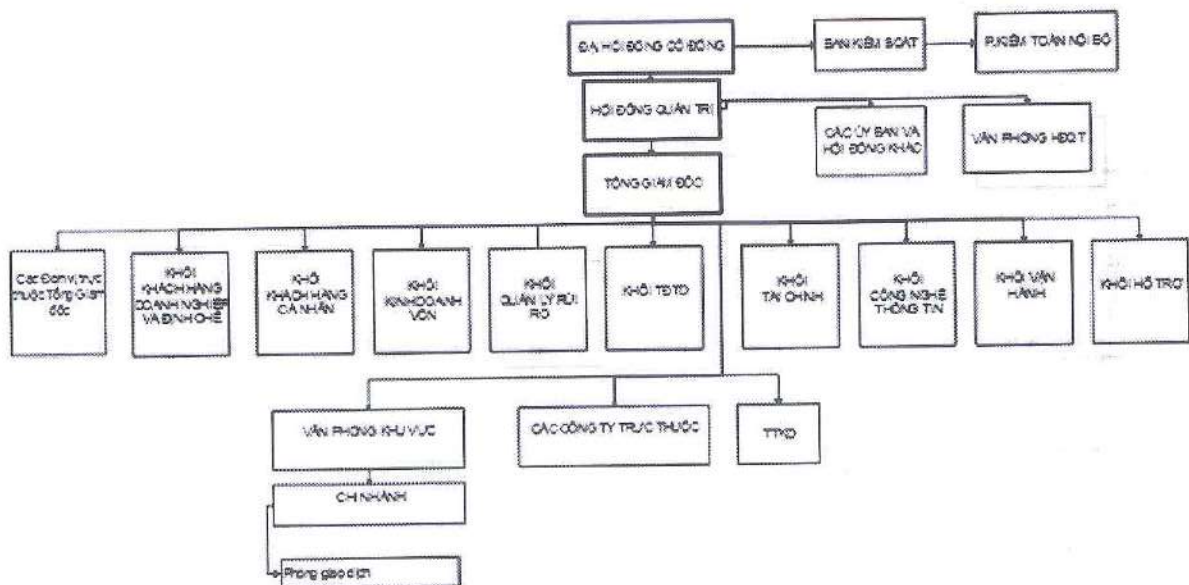 ĐẠI HỘI ĐỒNG CỔ ĐÔNG
BAN KIỂM SOÁT
P.KIỂM TOÁN NỘI BỘ
HỘI ĐỒNG QUẢN TRỊ
CÁC ỦY BAN VÀ
HỘI ĐỒNG KHÁC
VĂN PHÒNG HĐQT
TỔNG GIÁM ĐỐC
Các Đơn vị trực
thuộc Tổng Giám
đốc
KHỐI
KHÁCH HÀNG
DOANH NGHIỆP
VÀ ĐỊNH CHẾ
KHỐI
KHÁCH HÀNG
CÁ NHÂN
KHỐI
KINH DOANH
VỐN
KHỐI
QUẢN LÝ RỦI
RO
KHỐI TĐTD
KHỐI
TÀI CHÍNH
KHỐI
CÔNG NGHỆ
THÔNG TIN
KHỐI VẬN
HÀNH
KHỐI HỖ TRỢ
VĂN PHÒNG KHU VỰC
CÁC CÔNG TY TRỰC THUỘC
TTKD
CHI NHÁNH
Phòng giao dịch